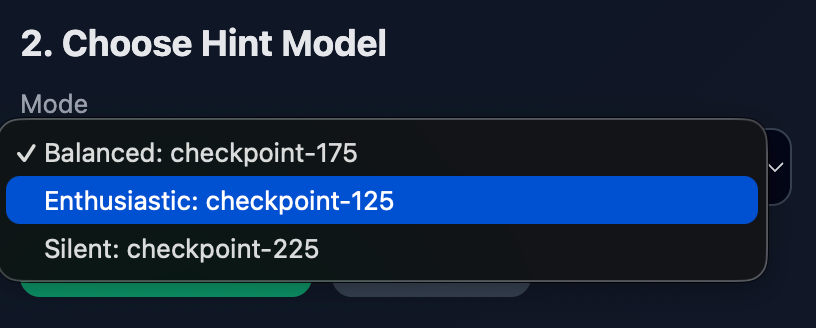 2. Choose Hint Model
Mode
✓ Balanced: checkpoint-175
Enthusiastic: checkpoint-125
Silent: checkpoint-225